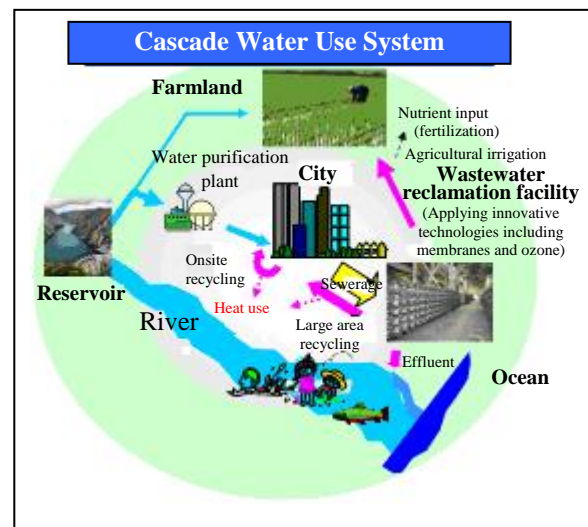 Cascade Water Use System
Farmland
Nutrient input
(fertilization)
Agricultural irrigation
Water purification
plant
City
Wastewater
reclamation facility
(Applying innovative
technologies including
membranes and ozone)
Reservoir
Onsite
recycling
Sewerage
Heat use
River
Large area
recycling
Effluent
Ocean